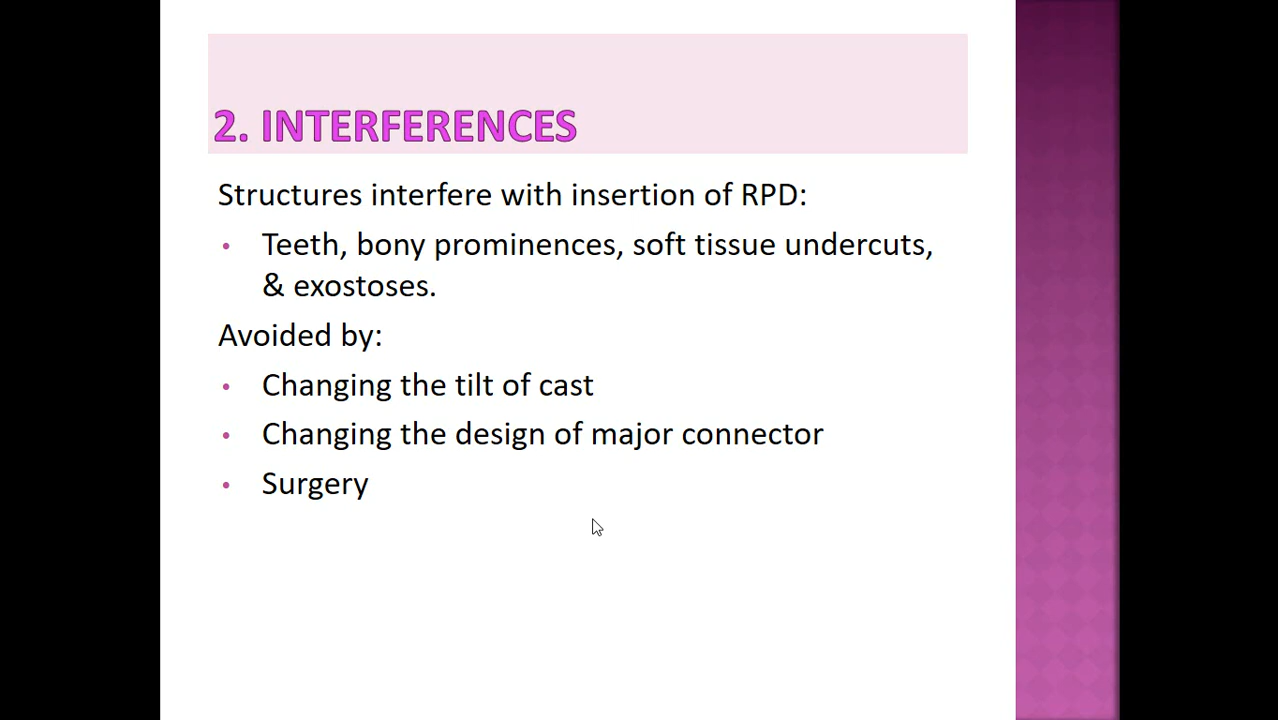 2. INTERFERENCES
Structures interfere with insertion of RPD:
• Teeth, bony prominences, soft tissue undercuts,
& exostoses.
Avoided by:
• Changing the tilt of cast
• Changing the design of major connector
• Surgery